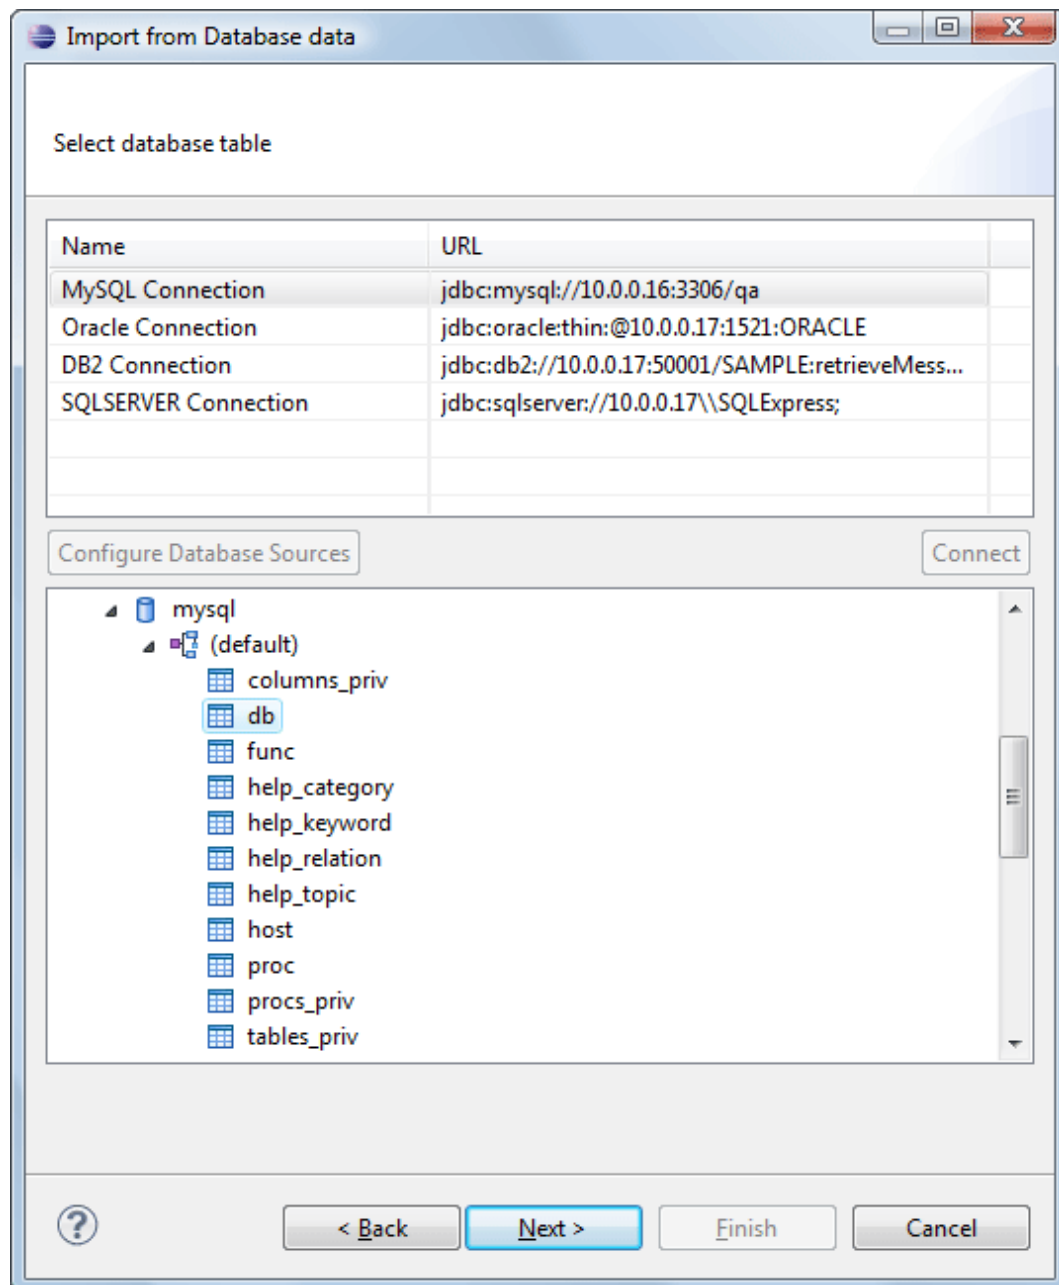 Import from Database data
Select database table
Name URL
MySQL Connection jdbc:mysql://10.0.0.16:3306/qa
Oracle Connection jdbc:oracle:thin:@10.0.0.17:1521:ORACLE
DB2 Connection jdbc:db2://10.0.0.17:50001/SAMPLE:retrieveMess...
SQLSERVER Connection jdbc:sqlserver://10.0.0.17\\SQLExpress;
Configure Database Sources Connect
mysql
(default)
columns_priv
db
func
help_category
help_keyword
help_relation
help_topic
host
proc
procs_priv
tables_priv
? < Back Next > Finish Cancel